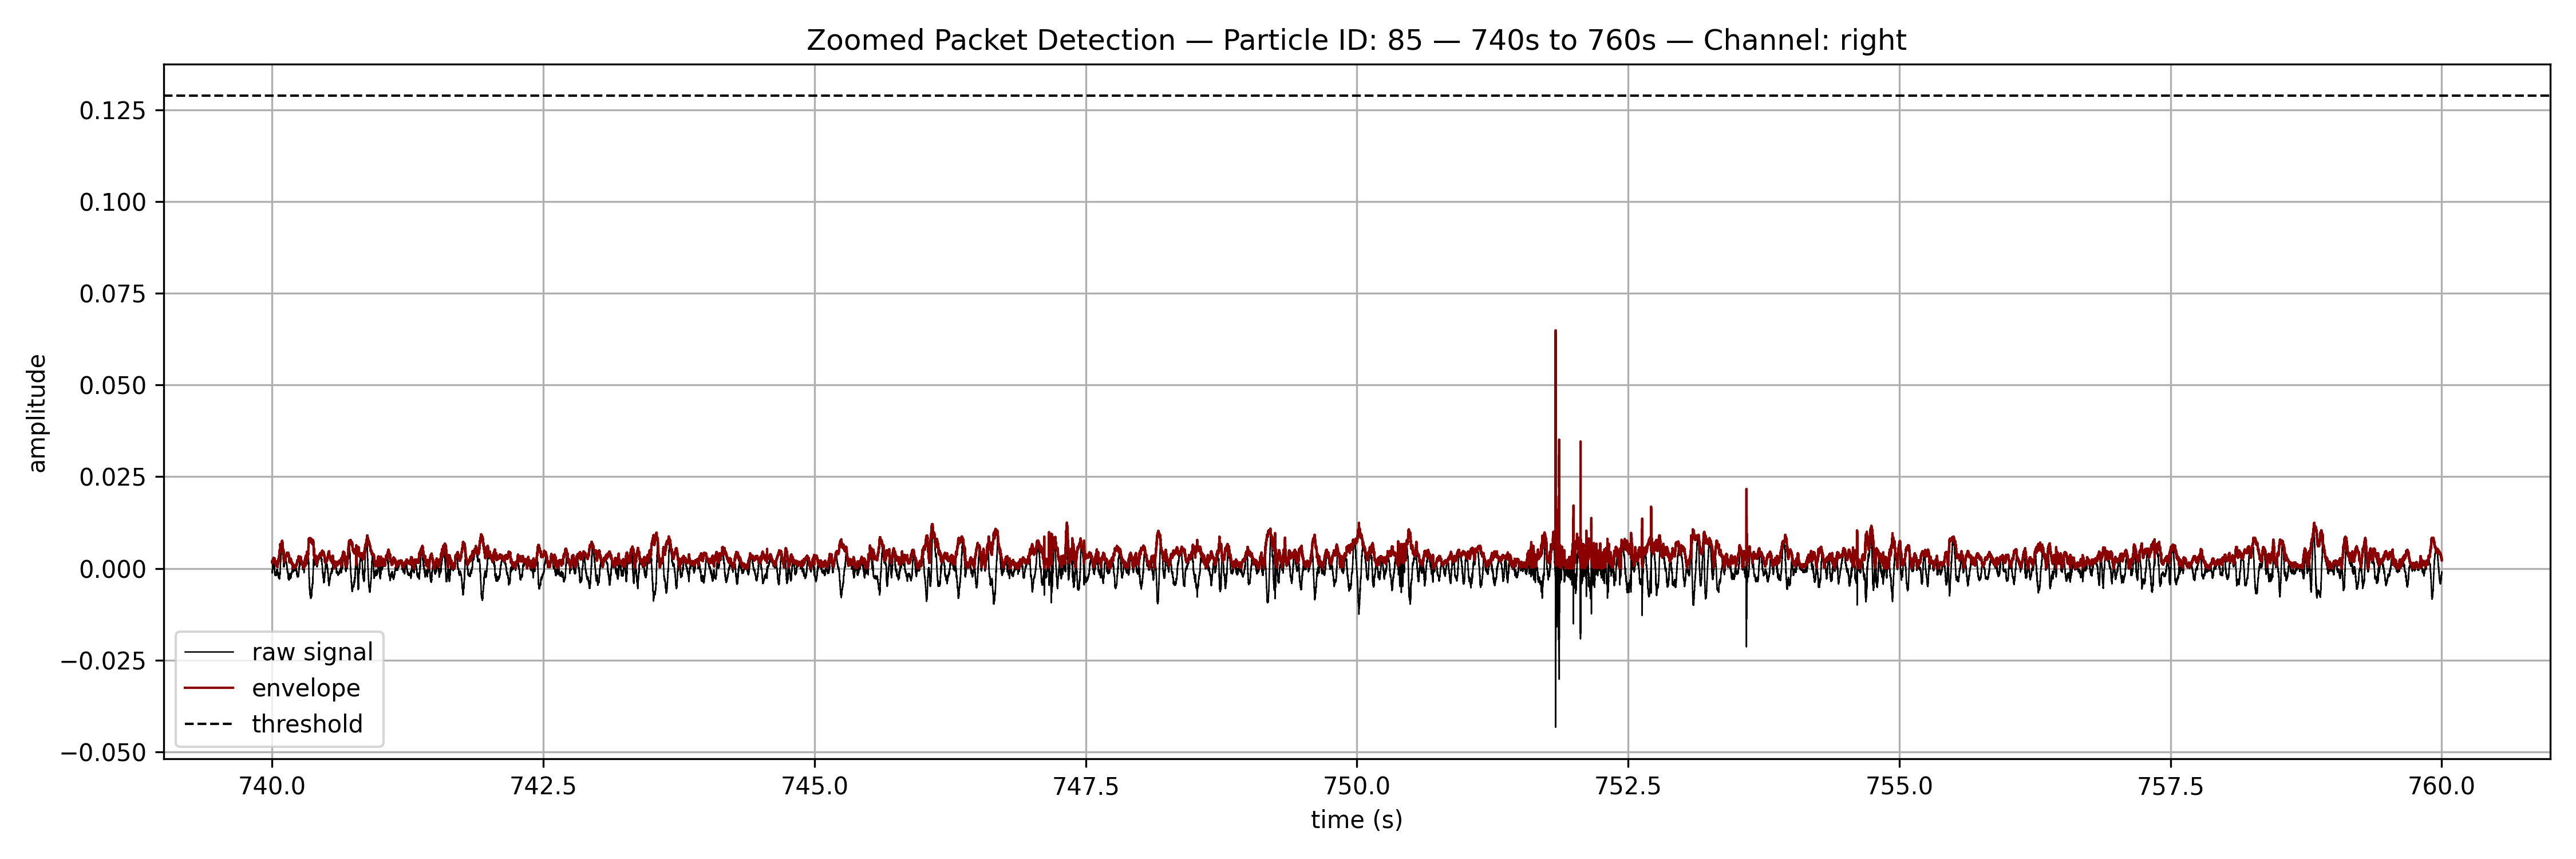 Zoomed Packet Detection — Particle ID: 85 — 740s to 760s — Channel: right
amplitude
0.125
0.100
0.075
0.050
0.025
0.000
−0.025
−0.050
raw signal
envelope
threshold
740.0 742.5 745.0 747.5 750.0 752.5 755.0 757.5 760.0
time (s)